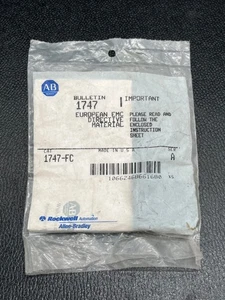 AB
BULLETIN
1747
EUROPEAN EMC
DIRECTIVE
MATERIAL
IMPORTANT
PLEASE READ AND
FOLLOW THE
ENCLOSED
INSTRUCTION
SHEET
CAT
1747-FC
MADE IN U S A
SER
A
Rockwell Automation
Allen-Bradley